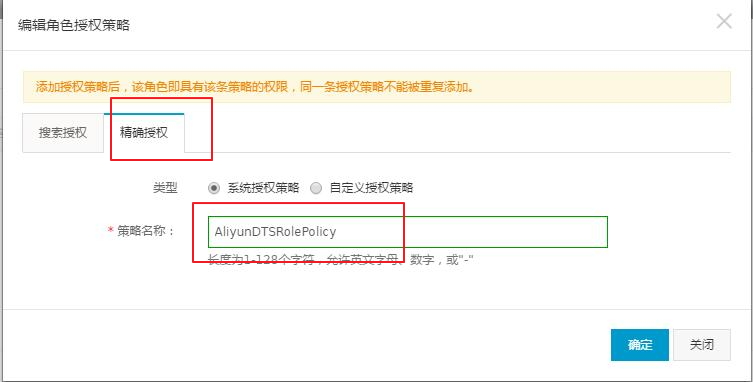 编辑角色授权策略
添加授权策略后，该角色即具有该条策略的权限，同一条授权策略不能被重复添加。
搜索授权 精确授权
类型 系统授权策略 自定义授权策略
* 策略名称： AliyunDTSRolePolicy
长度为1-128个字符，允许英文字母、数字，或"-"
确定 关闭